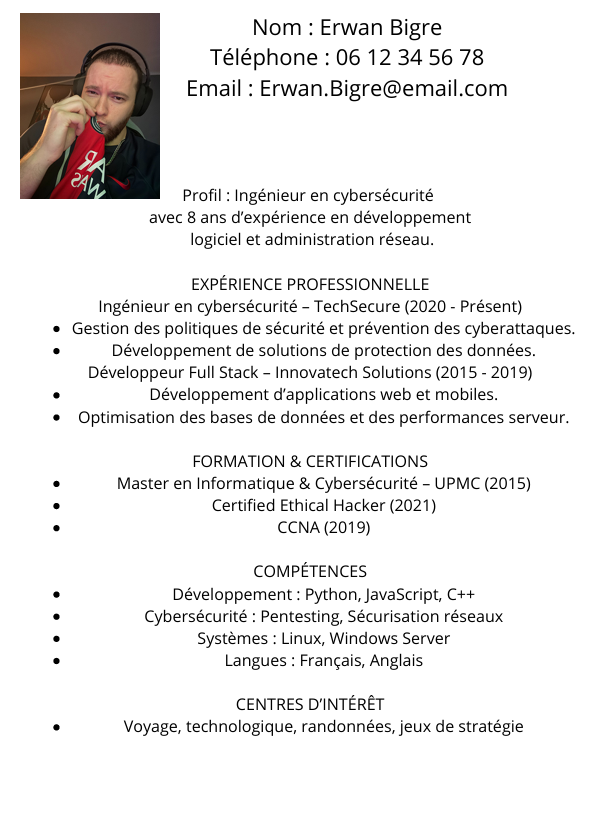 Nom : Erwan Bigre
Téléphone : 06 12 34 56 78
Email : Erwan.Bigre@email.com
AR
WAS
Profil : Ingénieur en cybersécurité
avec 8 ans d’expérience en développement
logiciel et administration réseau.
EXPÉRIENCE PROFESSIONNELLE
Ingénieur en cybersécurité – TechSecure (2020 - Présent)
• Gestion des politiques de sécurité et prévention des cyberattaques.
• Développement de solutions de protection des données.
Développeur Full Stack – Innovatech Solutions (2015 - 2019)
• Développement d’applications web et mobiles.
• Optimisation des bases de données et des performances serveur.
FORMATION & CERTIFICATIONS
• Master en Informatique & Cybersécurité – UPMC (2015)
• Certified Ethical Hacker (2021)
• CCNA (2019)
COMPÉTENCES
• Développement : Python, JavaScript, C++
• Cybersécurité : Pentesting, Sécurisation réseaux
• Systèmes : Linux, Windows Server
• Langues : Français, Anglais
CENTRES D’INTÉRÊT
• Voyage, technologique, randonnées, jeux de stratégie